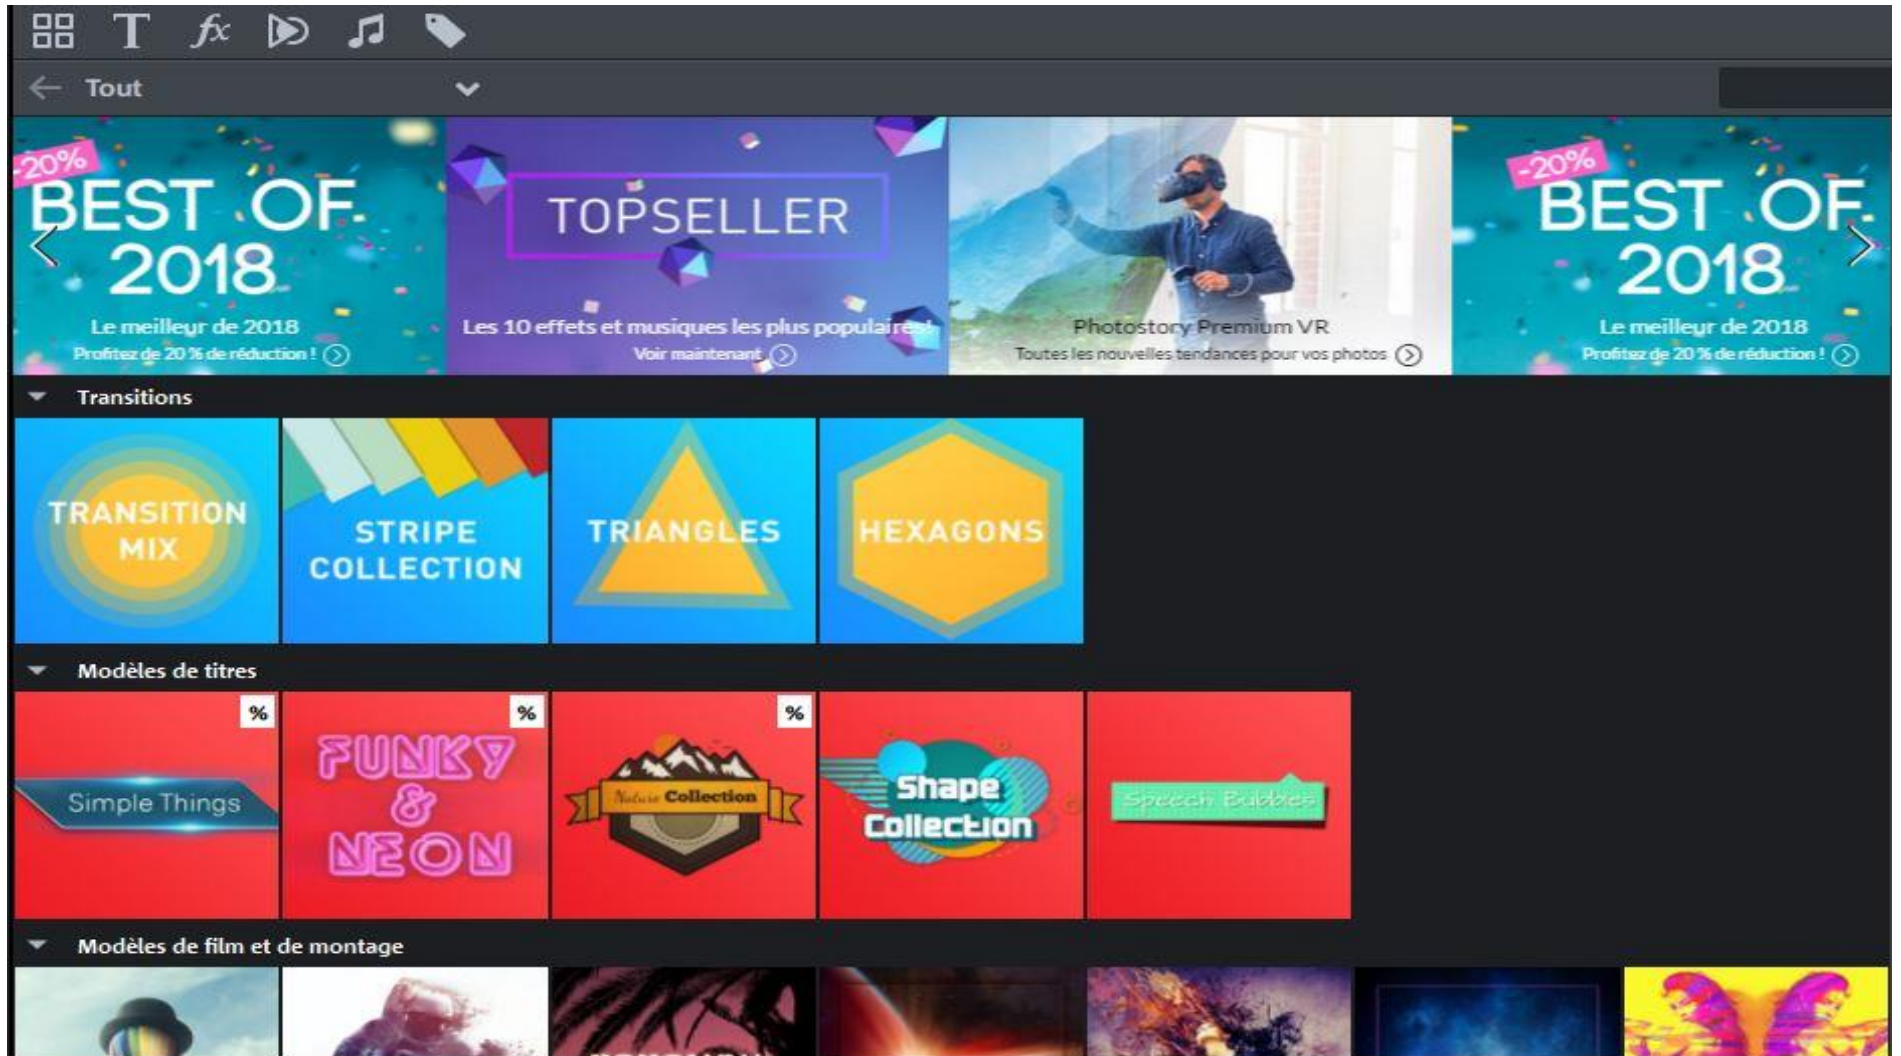 T fx
Tout
-20%
BEST OF
2018
Le meilleur de 2018
Profitez de 20 % de réduction !
TOPSELLER
Les 10 effets et musiques les plus populaires!
Voir maintenant
Photostory Premium VR
Toutes les nouvelles tendances pour vos photos
-20%
BEST OF
2018
Le meilleur de 2018
Profitez de 20 % de réduction !
Transitions
TRANSITION
MIX
STRIPE
COLLECTION
TRIANGLES
HEXAGONS
Modèles de titres
%
Simple Things
%
FUNKY
&
NEON
%
Nature Collection
Shape
Collection
Speech Bubbles
Modèles de film et de montage